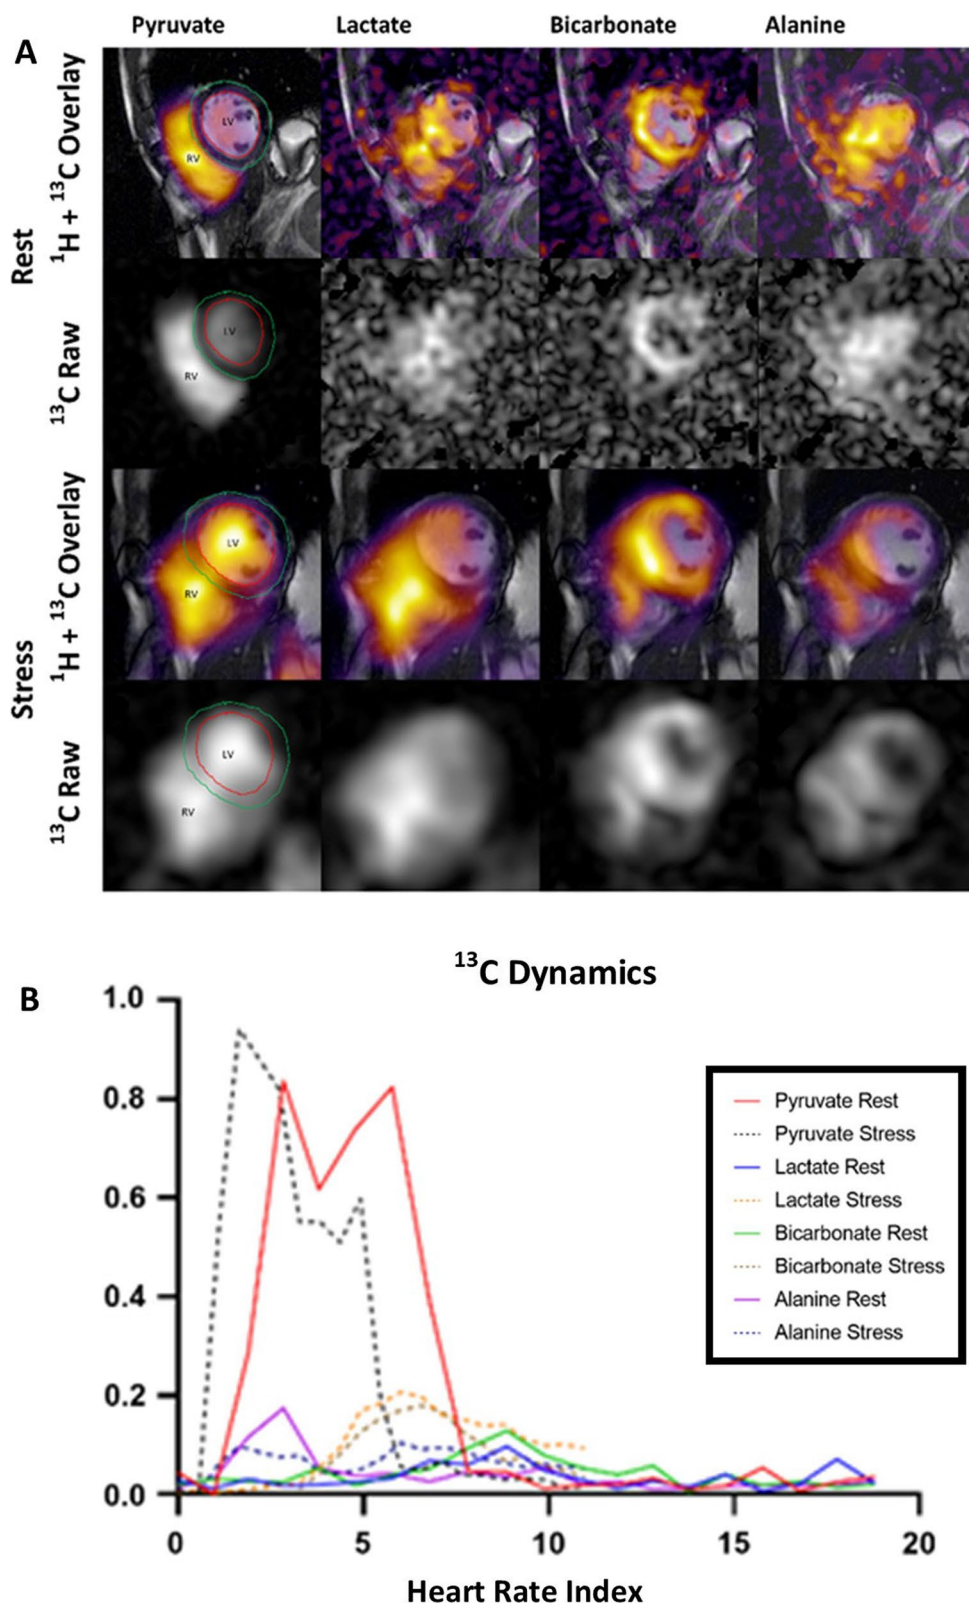 Pyruvate Lactate Bicarbonate Alanine
A
Rest
¹H + ¹³C Overlay
LV
RV
¹³C Raw
LV
RV
Stress
¹H + ¹³C Overlay
LV
RV
¹³C Raw
LV
RV
B
¹³C Dynamics
1.0
0.8
0.6
0.4
0.2
0.0
0 5 10 15 20
Heart Rate Index
Pyruvate Rest
Pyruvate Stress
Lactate Rest
Lactate Stress
Bicarbonate Rest
Bicarbonate Stress
Alanine Rest
Alanine Stress